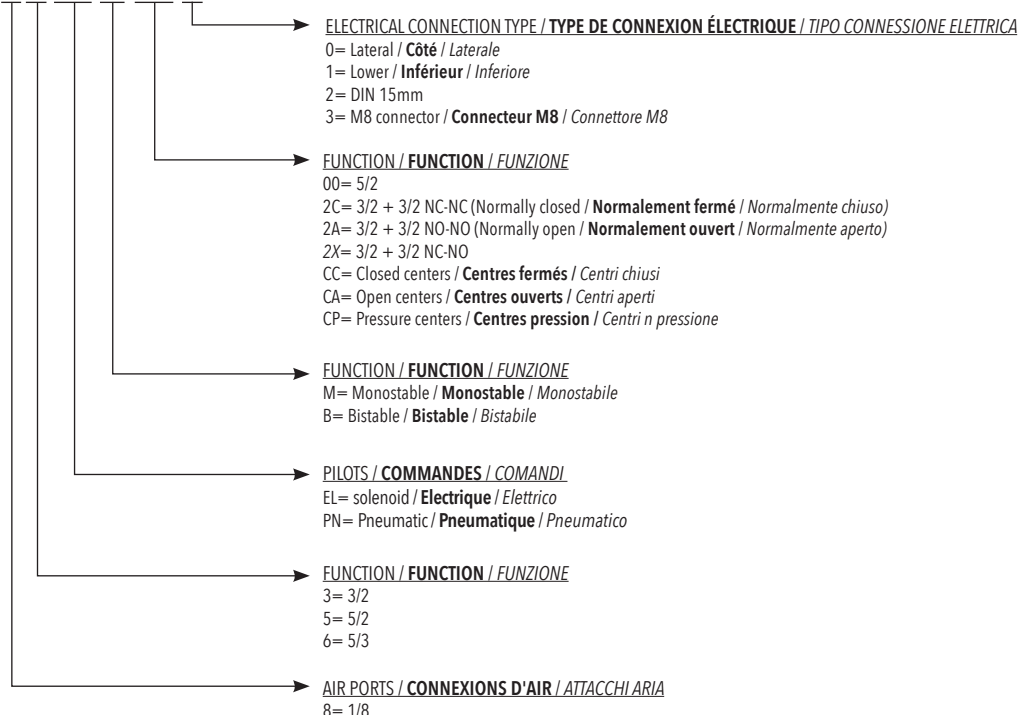 ELECTRICAL CONNECTION TYPE / TYPE DE CONNEXION ÉLECTRIQUE / TIPO CONNESSIONE ELETTRICA
0= Lateral / Côté / Laterale
1= Lower / Inférieur / Inferiore
2= DIN 15mm
3= M8 connector / Connecteur M8 / Connettore M8
FUNCTION / FUNCTION / FUNZIONE
00= 5/2
2C= 3/2 + 3/2 NC-NC (Normally closed / Normalement fermé / Normalmente chiuso)
2A= 3/2 + 3/2 NO-NO (Normally open / Normalement ouvert / Normalmente aperto)
2X= 3/2 + 3/2 NC-NO
CC= Closed centers / Centres fermés / Centri chiusi
CA= Open centers / Centres ouverts / Centri aperti
CP= Pressure centers / Centres pression / Centri n pressione
FUNCTION / FUNCTION / FUNZIONE
M= Monostable / Monostable / Monostabile
B= Bistable / Bistable / Bistabile
PILOTS / COMMANDES / COMANDI
EL= solenoid / Electrique / Elettrico
PN= Pneumatic / Pneumatique / Pneumatico
FUNCTION / FUNCTION / FUNZIONE
3= 3/2
5= 5/2
6= 5/3
AIR PORTS / CONNEXIONS D'AIR / ATTACCHI ARIA
8= 1/8